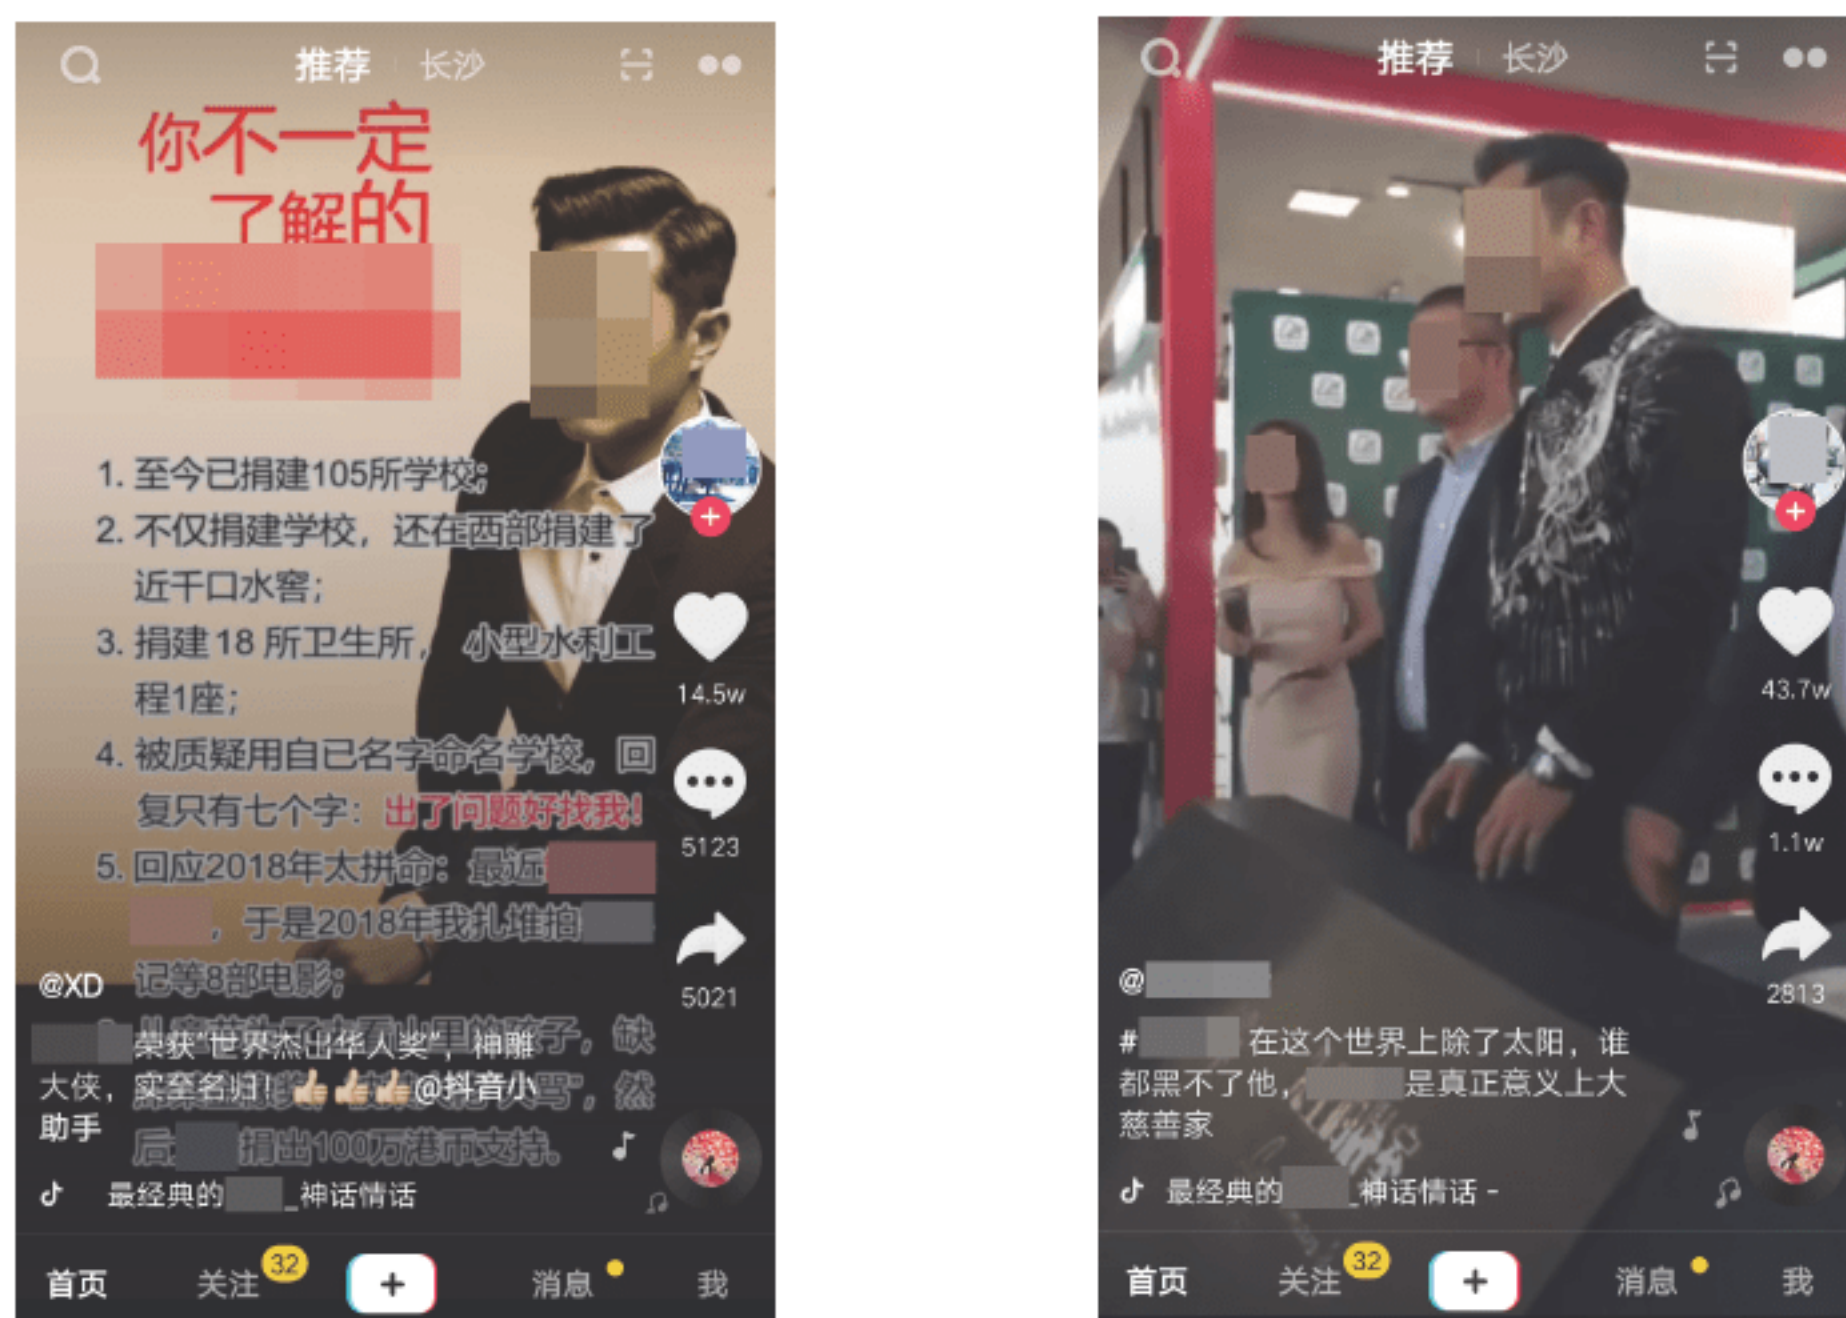 推荐
长沙
你不一定
了解的
1. 至今已捐建105所学校;
2. 不仅捐建学校，还在西部捐建了
近千口水窖;
3. 捐建18所卫生所，小型水利工
程1座;
4. 被质疑用自已名字命名学校，回
复只有七个字：出了问题好找我!
5. 回应2018年太拼命：最近
，于是2018年我扎堆拍
记等8部电影;
里的孩子，缺
，然
后 捐出100万港币支持。
14.5w
5123
5021
@XD
荣获“世界杰出华人奖”，神雕
大侠，实至名归！@抖音小
助手
最经典的 _神话情话
首页
关注
32
+
消息
我
推荐
长沙
43.7w
1.1w
2813
@
# 在这个世界上除了太阳，谁
都黑不了他， 是真正意义上大
慈善家
最经典的 _神话情话 -
首页
关注
32
+
消息
我